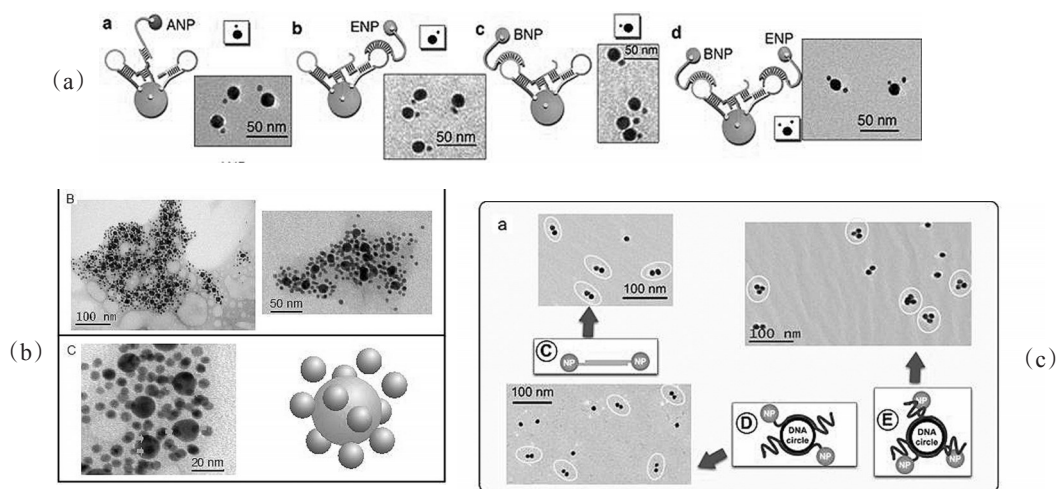 a
ANP
50 nm
b
ENP
50 nm
c
BNP
50 nm
d
BNP
ENP
50 nm
(a)
B
100 nm
50 nm
C
20 nm
(b)
a
100 nm
C
NP
NP
100 nm
100 nm
D
NP
DNA
circle
NP
E
NP
DNA
circle
NP
NP
(c)